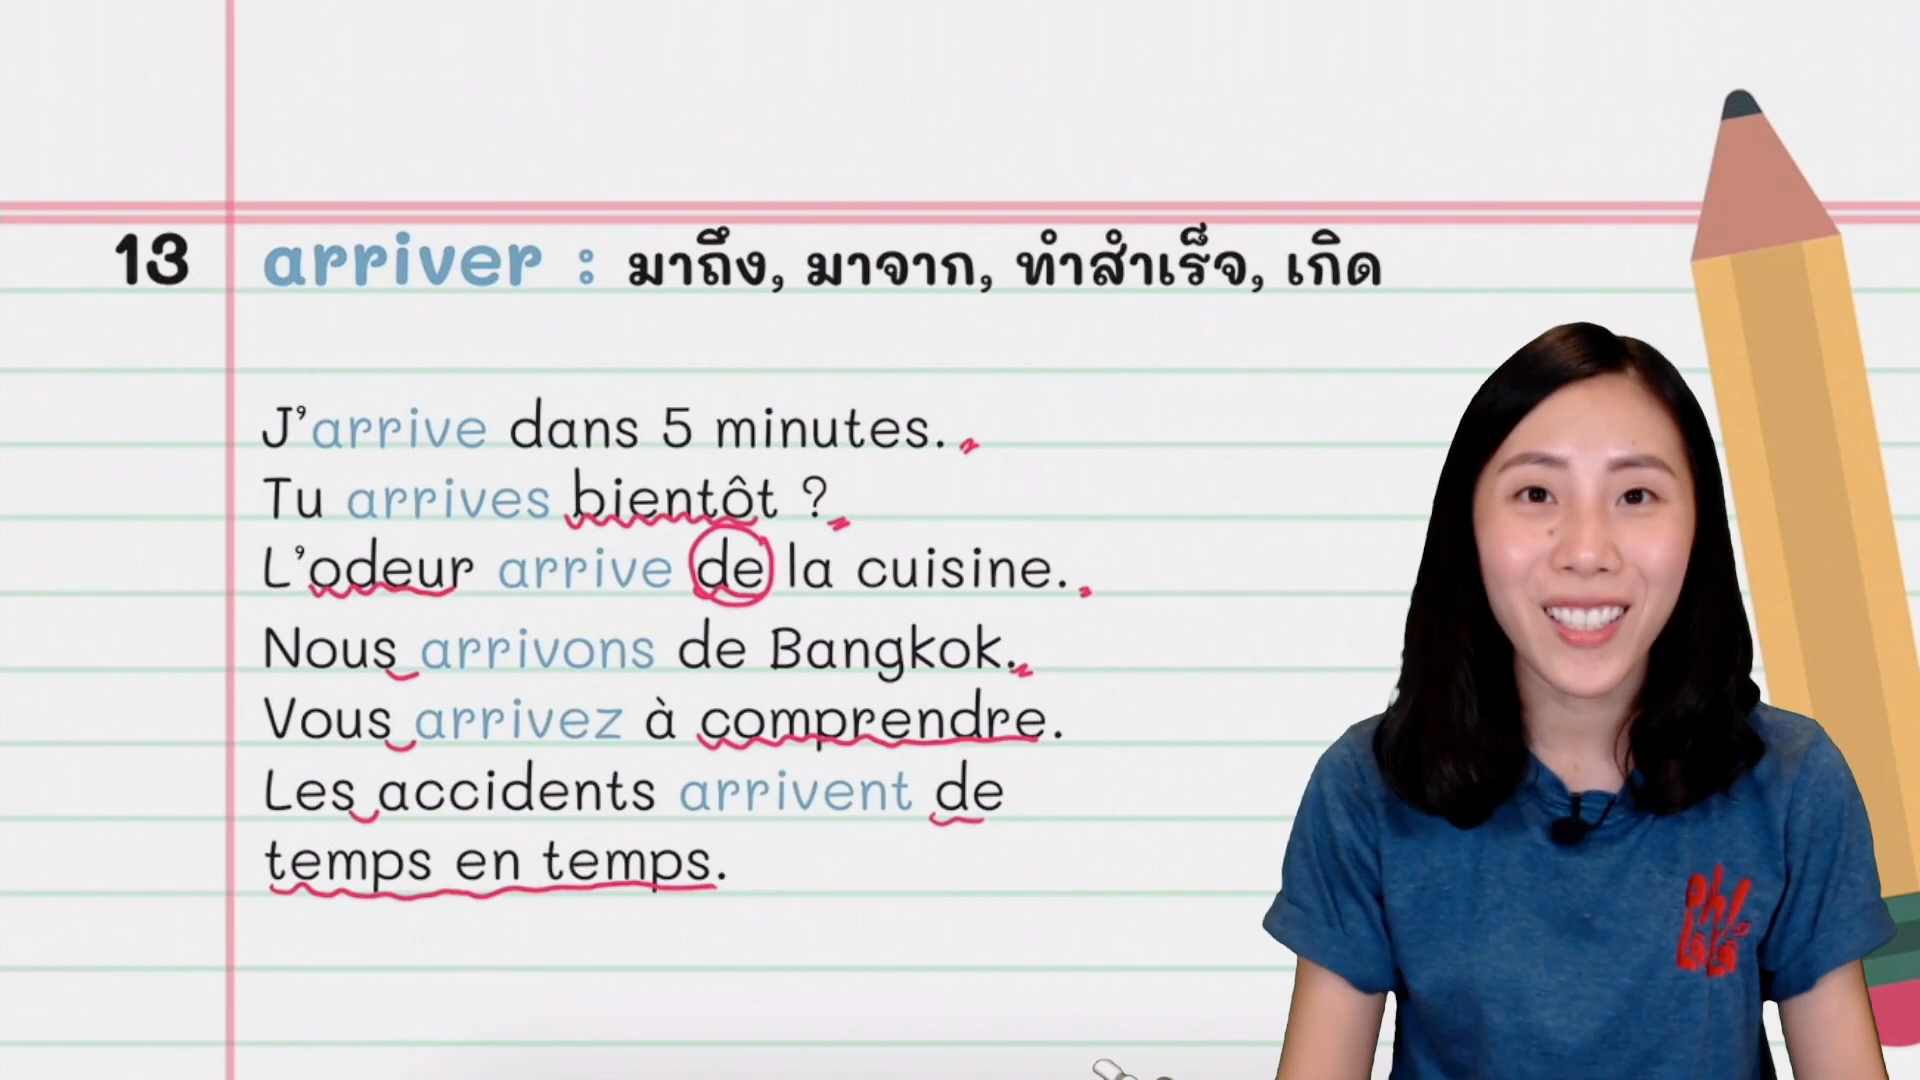 13 arriver : มาถึง, มาจาก, ทำสำเร็จ, เกิด
J'arrive dans 5 minutes.
Tu arrives bientôt ?
L'odeur arrive de la cuisine.
Nous arrivons de Bangkok.
Vous arrivez à comprendre.
Les accidents arrivent de
temps en temps.
Oh!
LàLà